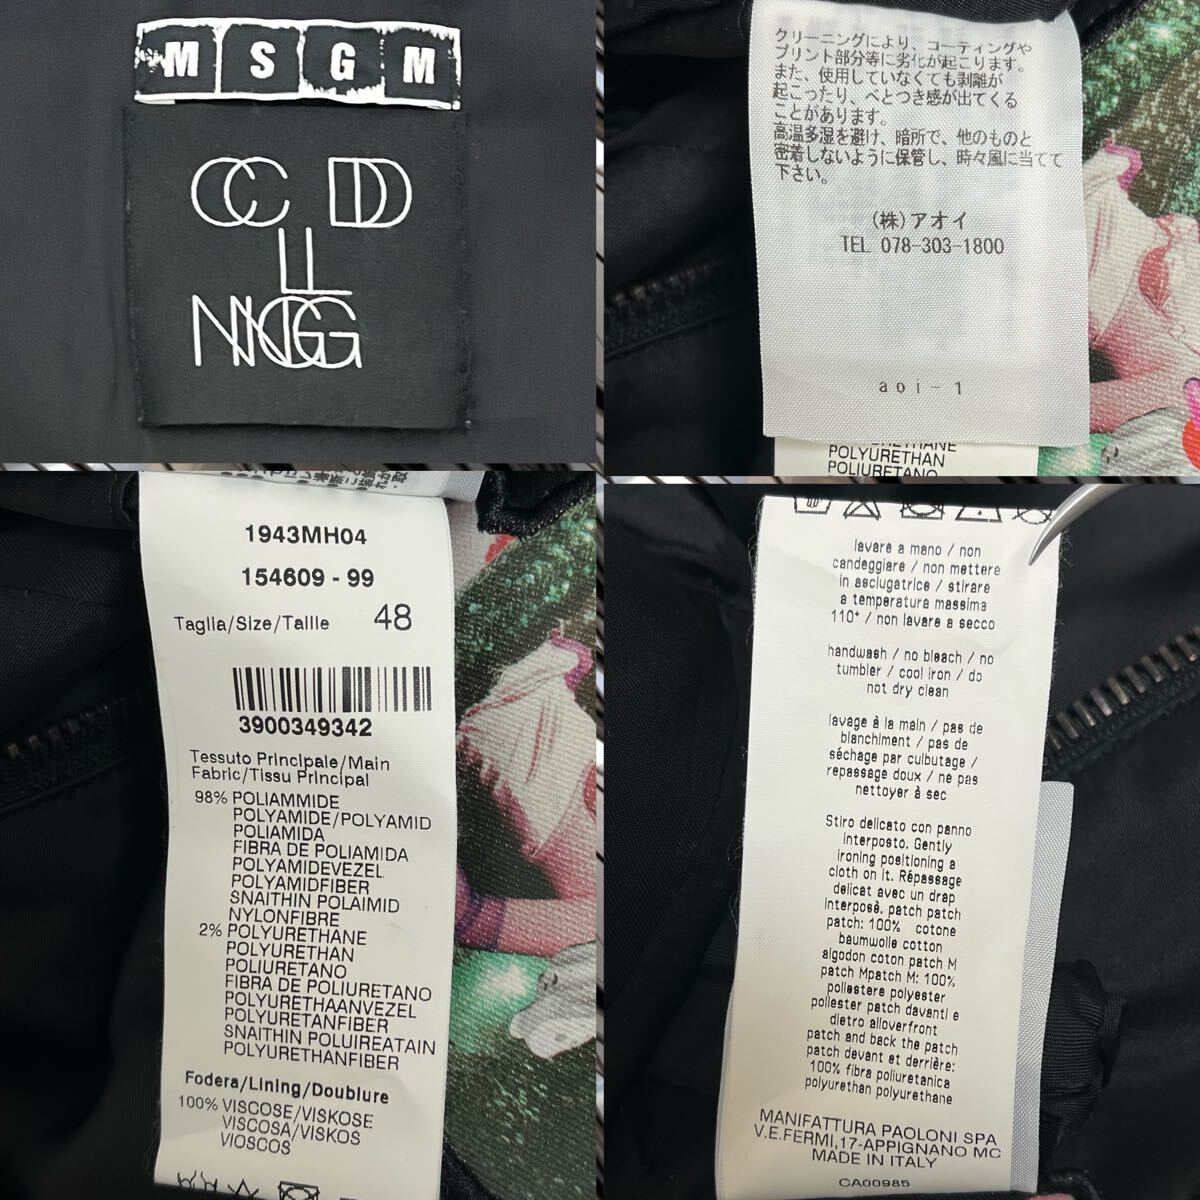 M S G M
CC DD
LL
NNGG
クリーニングにより、コーティングや
プリント部分等に劣化が起こります。
また、使用していなくても剥離が
起こったり、べとつき感が出てくる
ことがあります。
高温多湿を避け、暗所で、他のものと
密着しないように保管し、時々風に当てて
下さい。
(株)アオイ
TEL 078-303-1800
aoi-1
POLYURETHANE
POLYURETHAN
POLIURETANO
1943MH04
154609 - 99
Taglia/Size/Taille 48
3900349342
Tessuto Principale/Main
Fabric/Tissu Principal
98% POLIAMMIDE
POLYAMIDE/POLYAMID
POLIAMIDA
FIBRA DE POLIAMIDA
POLYAMIDEVEZEL
POLYAMIDFIBER
SNAITHIN POLAIMID
NYLONFIBRE
2% POLYURETHANE
POLYURETHAN
POLIURETANO
FIBRA DE POLIURETANO
POLYURETHAANVEZEL
POLYURETANFIBER
SNAITHIN POLUIREATAIN
POLYURETHANFIBER
Fodera/Lining/Doublure
100% VISCOSE/VISKOSE
VISCOSA/VISKOS
VIOSCOS
lavare a mano / non
candeggiare / non mettere
in asciugatrice / stirare
a temperatura massima
110° / non lavare a secco
handwash / no bleach / no
tumbler / cool iron / do
not dry clean
lavage à la main / pas de
blanchiment / pas de
séchage par culbutage /
repassage doux / ne pas
nettoyer à sec
Stiro delicato con panno
interposto. Gently
ironing positioning a
cloth on it. Répassage
delicat avec un drap
interposè. patch patch
patch: 100% cotone
baumwolle cotton
algodon coton patch M
patch Mpatch M: 100%
poliestere polyester
poliester patch davanti e
dietro alloverfront
patch and back the patch
patch davant et derrière:
100% fibra poliuretanica
polyurethan polyurethane
MANIFATTURA PAOLONI SPA
V.E.FERMI,17-APPIGNANO MC
MADE IN ITALY
CA00985